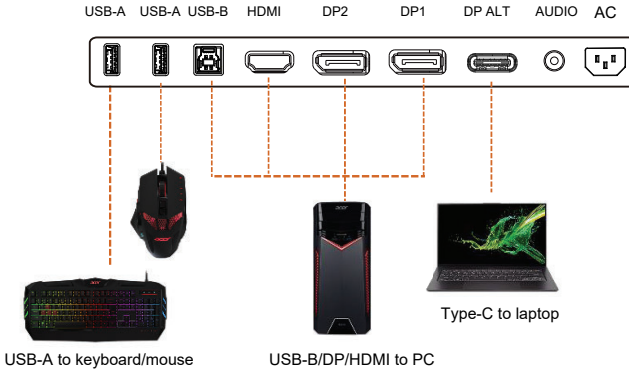 USB-A USB-A USB-B HDMI DP2 DP1 DP ALT AUDIO AC
acer
Type-C to laptop
USB-A to keyboard/mouse USB-B/DP/HDMI to PC